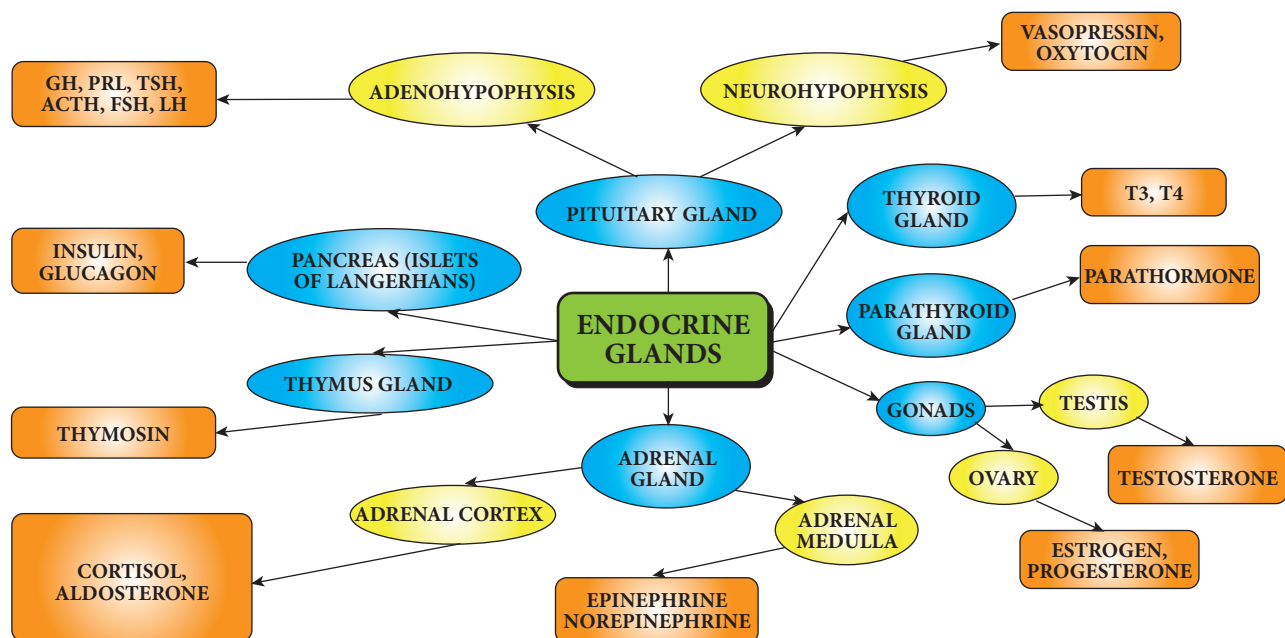 VASOPRESSIN,
OXYTOCIN
GH, PRL, TSH,
ACTH, FSH, LH
ADENOHYPOPHYSIS
NEUROHYPOPHYSIS
PITUITARY GLAND
THYROID
GLAND
T3, T4
INSULIN,
GLUCAGON
PANCREAS (ISLETS
OF LANGERHANS)
PARATHORMONE
PARATHYROID
GLAND
ENDOCRINE
GLANDS
THYMUS GLAND
GONADS
TESTIS
THYMOSIN
ADRENAL
GLAND
OVARY
TESTOSTERONE
ADRENAL CORTEX
ADRENAL
MEDULLA
ESTROGEN,
PROGESTERONE
CORTISOL,
ALDOSTERONE
EPINEPHRINE
NOREPINEPHRINE